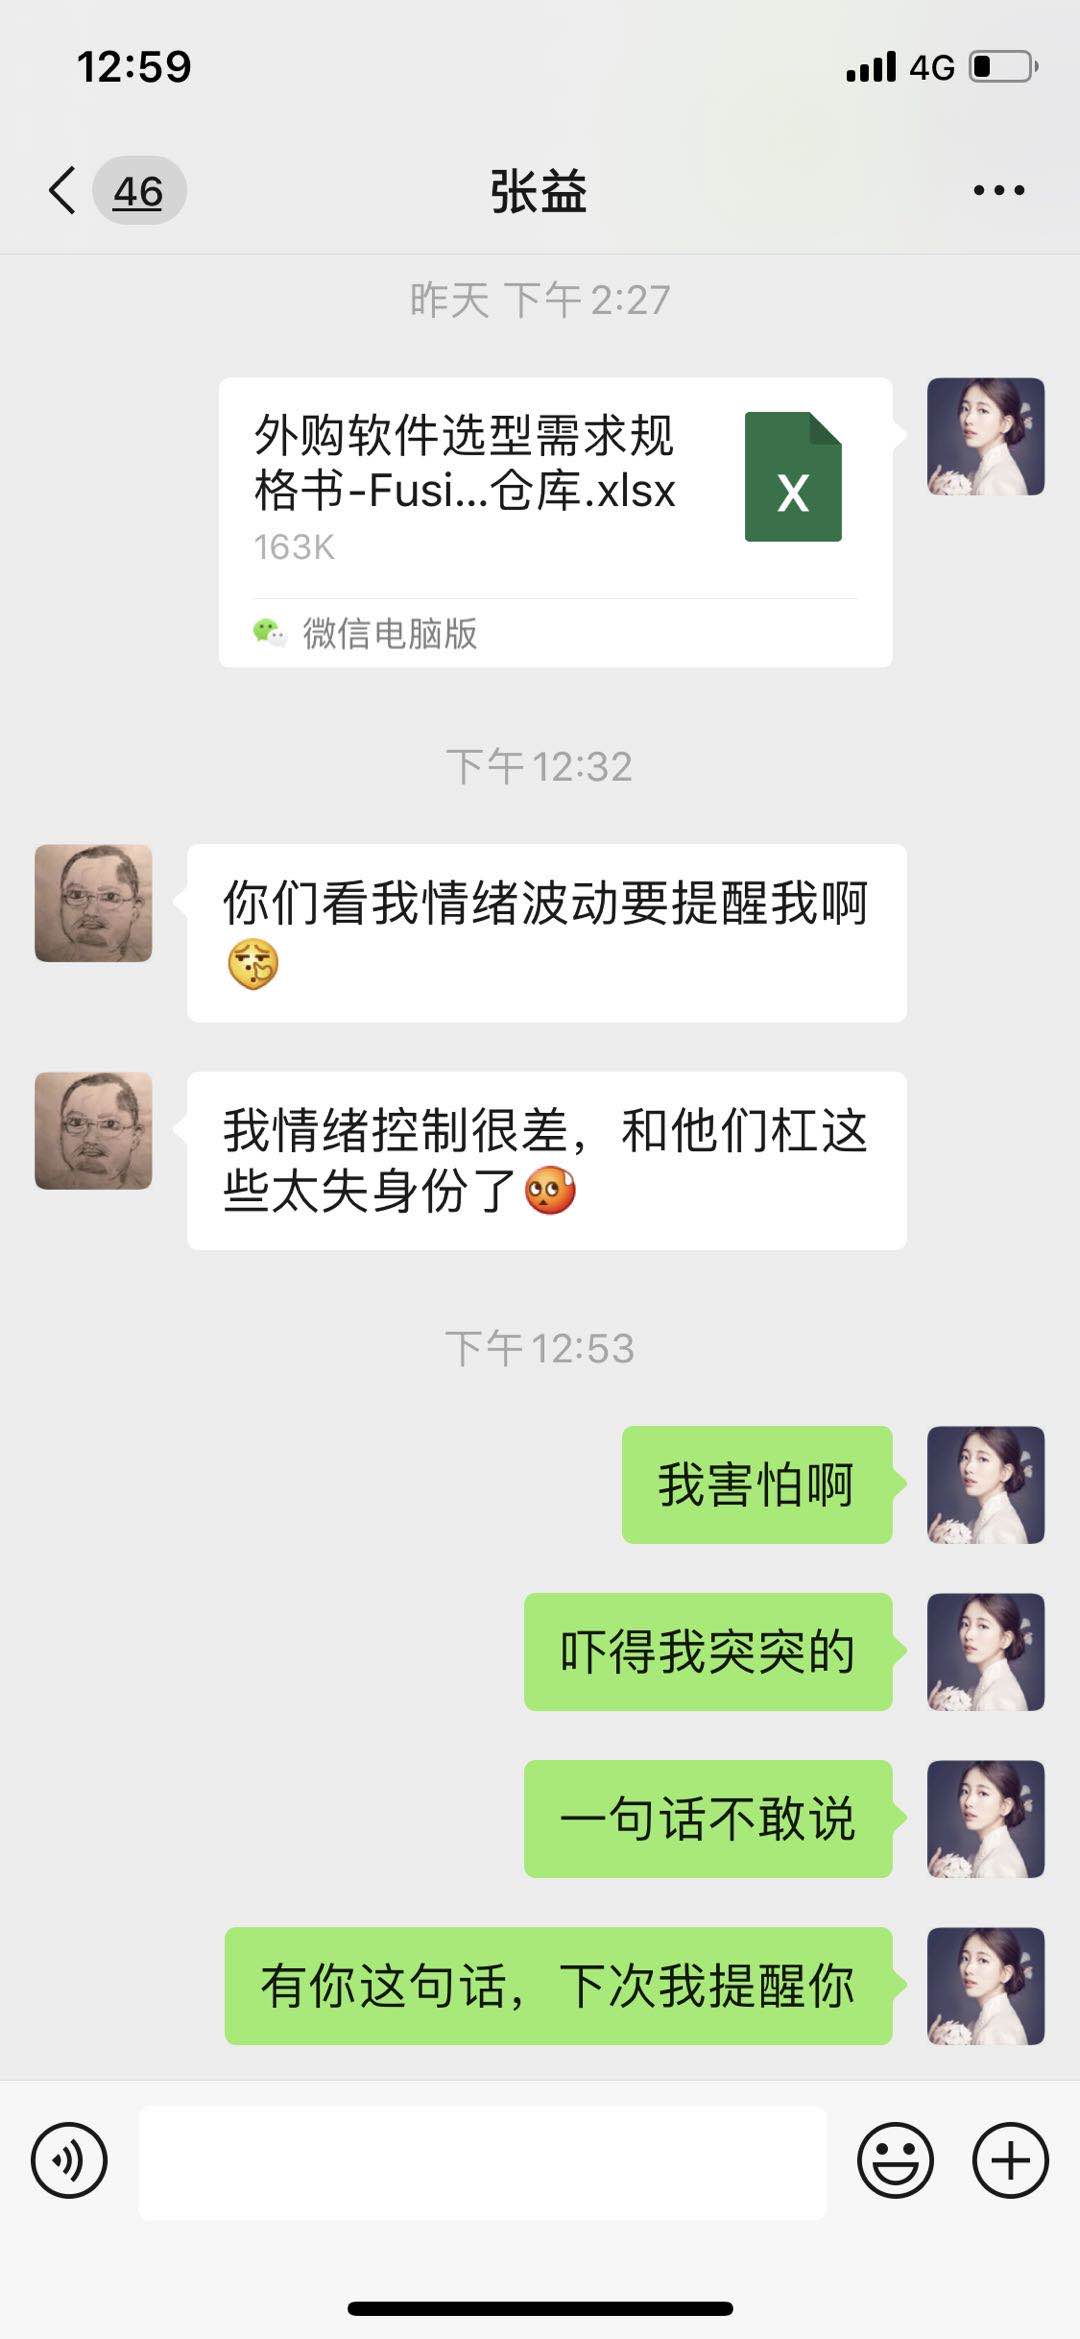 12:59
4G
46
张益
昨天 下午2:27
外购软件选型需求规
格书-Fusi...仓库.xlsx
X
163K
微信电脑版
下午12:32
你们看我情绪波动要提醒我啊
我情绪控制很差，和他们杠这
些太失身份了
下午12:53
我害怕啊
吓得我突突的
一句话不敢说
有你这句话，下次我提醒你